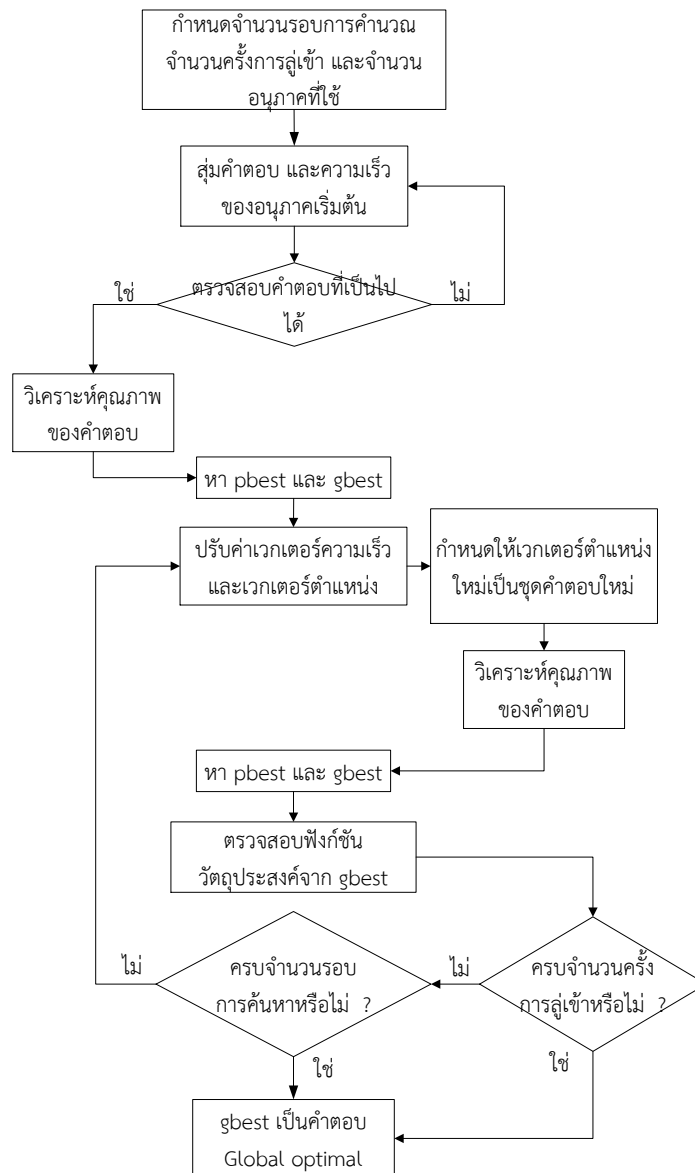 กำหนดจำนวนรอบการคำนวณ
จำนวนครั้งการลู่เข้า และจำนวน
อนุภาคที่ใช้
สุ่มคำตอบ และความเร็ว
ของอนุภาคเริ่มต้น
ตรวจสอบคำตอบที่เป็นไป
ได้
ใช่
ไม่
วิเคราะห์คุณภาพ
ของคำตอบ
หา pbest และ gbest
ปรับค่าเวกเตอร์ความเร็ว
และเวกเตอร์ตำแหน่ง
กำหนดให้เวกเตอร์ตำแหน่ง
ใหม่เป็นชุดคำตอบใหม่
วิเคราะห์คุณภาพ
ของคำตอบ
หา pbest และ gbest
ตรวจสอบฟังก์ชัน
วัตถุประสงค์จาก gbest
ครบจำนวนครั้ง
การลู่เข้าหรือไม่ ?
ไม่
ใช่
ครบจำนวนรอบ
การค้นหาหรือไม่ ?
ไม่
ใช่
gbest เป็นคำตอบ
Global optimal